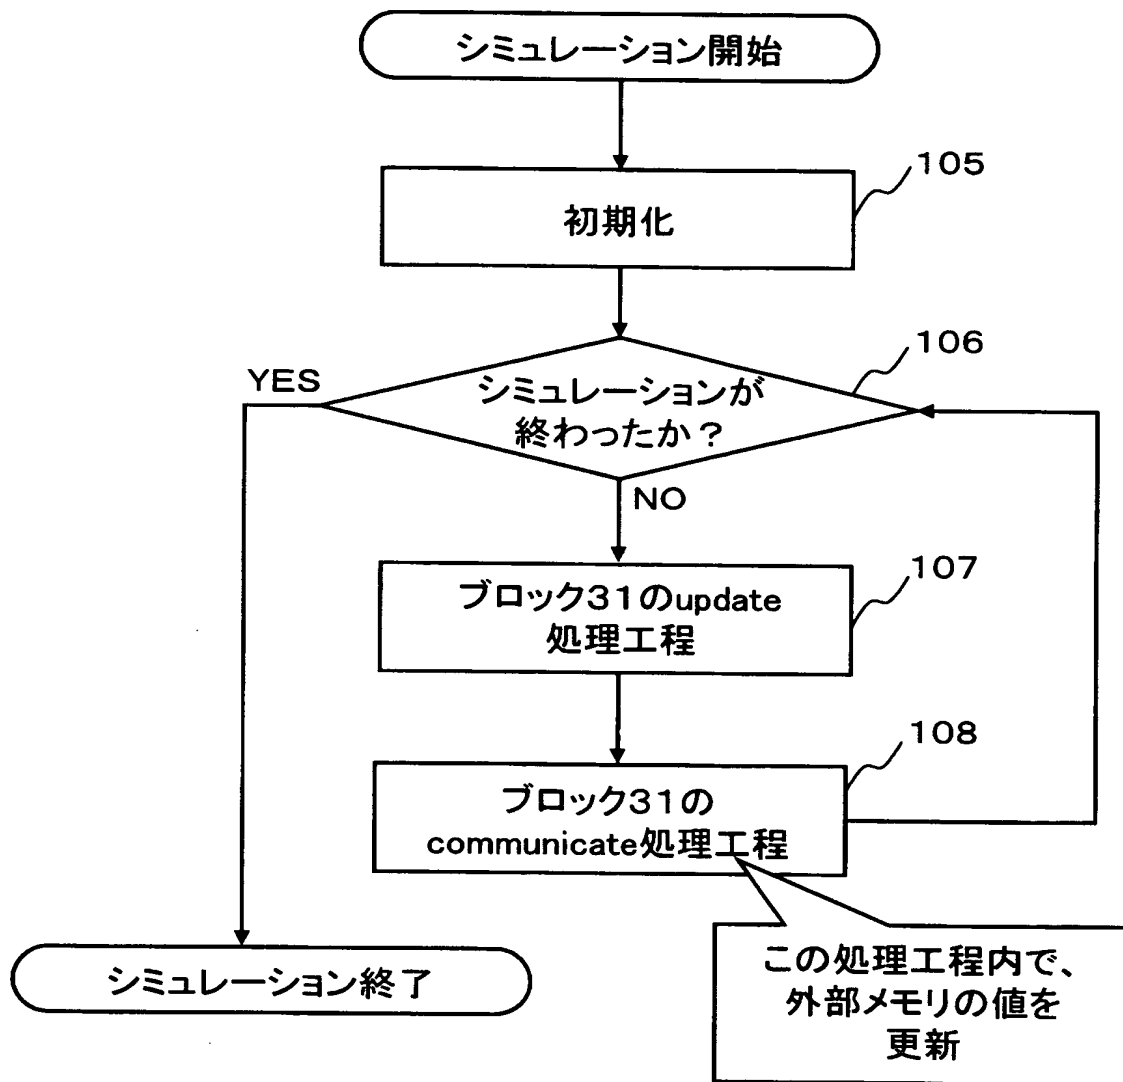 シミュレーション開始
105
初期化
106
YES
シミュレーションが
終わったか？
NO
107
ブロック３１のupdate
処理工程
108
ブロック３１の
communicate処理工程
この処理工程内で、
外部メモリの値を
更新
シミュレーション終了